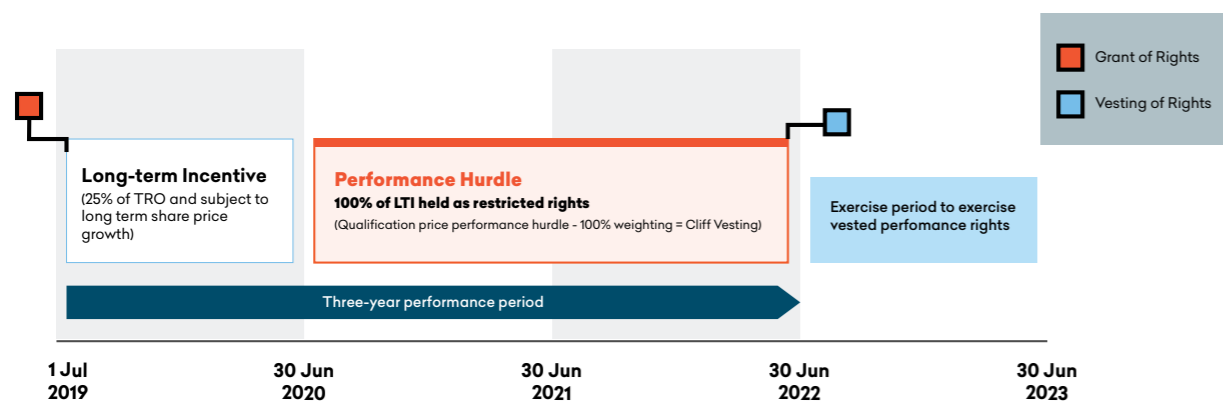 Grant of Rights
Vesting of Rights
Long-term Incentive
(25% of TRO and subject to
long term share price
growth)
Performance Hurdle
100% of LTI held as restricted rights
(Qualification price performance hurdle - 100% weighting = Cliff Vesting)
Exercise period to exercise
vested perfomance rights
Three-year performance period
1 Jul
2019
30 Jun
2020
30 Jun
2021
30 Jun
2022
30 Jun
2023